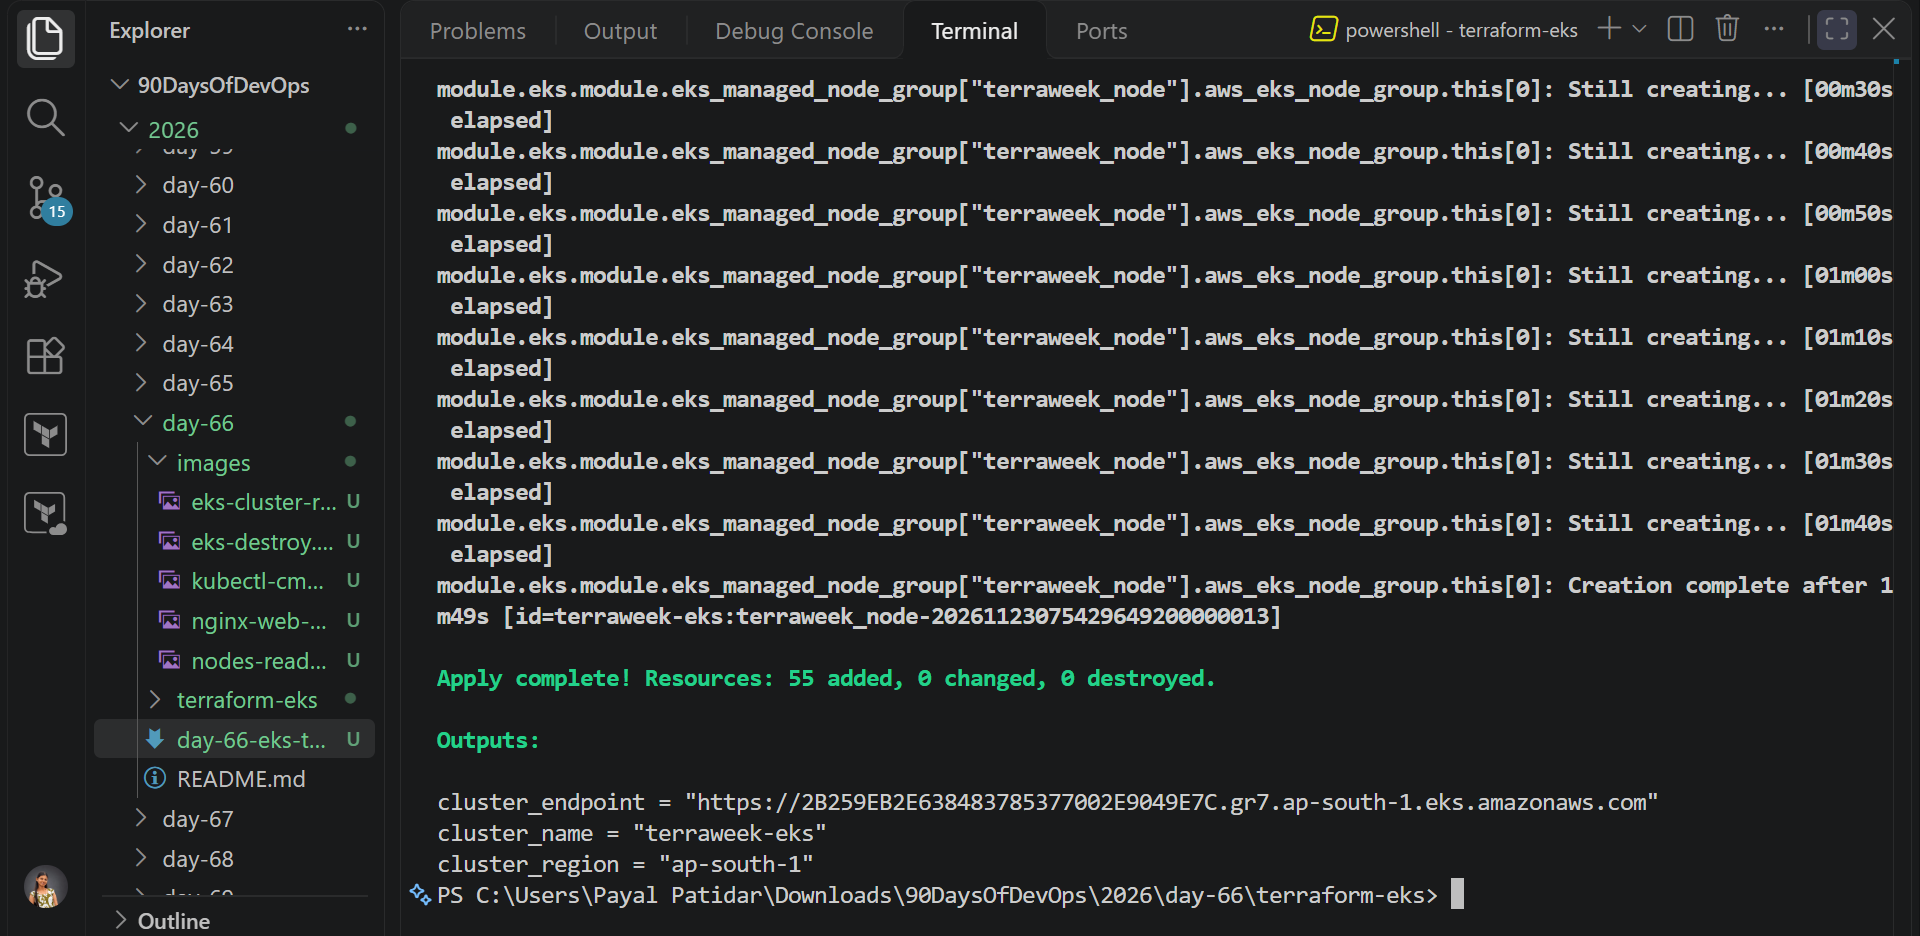 Explorer
90DaysOfDevOps
2026
day-60
day-61
day-62
day-63
day-64
day-65
day-66
images
eks-cluster-r... U
eks-destroy.... U
kubectl-cm... U
nginx-web-... U
nodes-read... U
terraform-eks
day-66-eks-t... U
README.md
day-67
day-68
Outline
15
Problems Output Debug Console Terminal Ports powershell - terraform-eks
module.eks.module.eks_managed_node_group["terraweek_node"].aws_eks_node_group.this[0]: Still creating... [00m30s
elapsed]
module.eks.module.eks_managed_node_group["terraweek_node"].aws_eks_node_group.this[0]: Still creating... [00m40s
elapsed]
module.eks.module.eks_managed_node_group["terraweek_node"].aws_eks_node_group.this[0]: Still creating... [00m50s
elapsed]
module.eks.module.eks_managed_node_group["terraweek_node"].aws_eks_node_group.this[0]: Still creating... [01m00s
elapsed]
module.eks.module.eks_managed_node_group["terraweek_node"].aws_eks_node_group.this[0]: Still creating... [01m10s
elapsed]
module.eks.module.eks_managed_node_group["terraweek_node"].aws_eks_node_group.this[0]: Still creating... [01m20s
elapsed]
module.eks.module.eks_managed_node_group["terraweek_node"].aws_eks_node_group.this[0]: Still creating... [01m30s
elapsed]
module.eks.module.eks_managed_node_group["terraweek_node"].aws_eks_node_group.this[0]: Still creating... [01m40s
elapsed]
module.eks.module.eks_managed_node_group["terraweek_node"].aws_eks_node_group.this[0]: Creation complete after 1
m49s [id=terraweek-eks:terraweek_node-20261123075429649200000013]
Apply complete! Resources: 55 added, 0 changed, 0 destroyed.
Outputs:
cluster_endpoint = "https://2B259EB2E638483785377002E9049E7C.gr7.ap-south-1.eks.amazonaws.com"
cluster_name = "terraweek-eks"
cluster_region = "ap-south-1"
PS C:\Users\Payal Patidar\Downloads\90DaysOfDevOps\2026\day-66\terraform-eks>